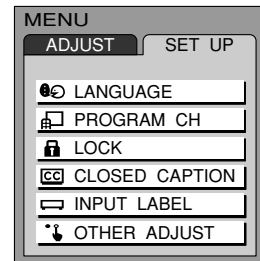 MENU
ADJUST SET UP
LANGUAGE
PROGRAM CH
LOCK
CC CLOSED CAPTION
INPUT LABEL
OTHER ADJUST